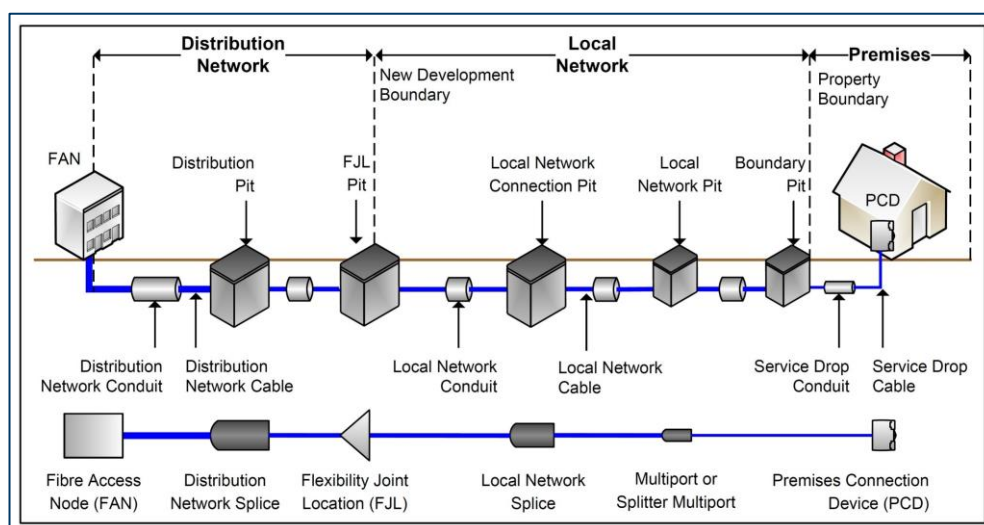 Distribution
Network
Local
Network
Premises
New Development
Boundary
Property
Boundary
FAN
Distribution
Pit
FJL
Pit
Local Network
Connection Pit
Local
Network Pit
Boundary
Pit
PCD
Distribution
Network Conduit
Distribution
Network Cable
Local Network
Conduit
Local Network
Cable
Service Drop
Conduit
Service Drop
Cable
Fibre Access
Node (FAN)
Distribution
Network Splice
Flexibility Joint
Location (FJL)
Local Network
Splice
Multiport or
Splitter Multiport
Premises Connection
Device (PCD)